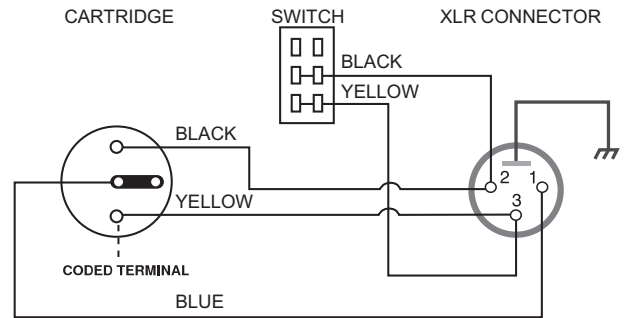 CARTRIDGE SWITCH XLR CONNECTOR
BLACK
YELLOW
BLACK
2 1
YELLOW
3
CODED TERMINAL
BLUE